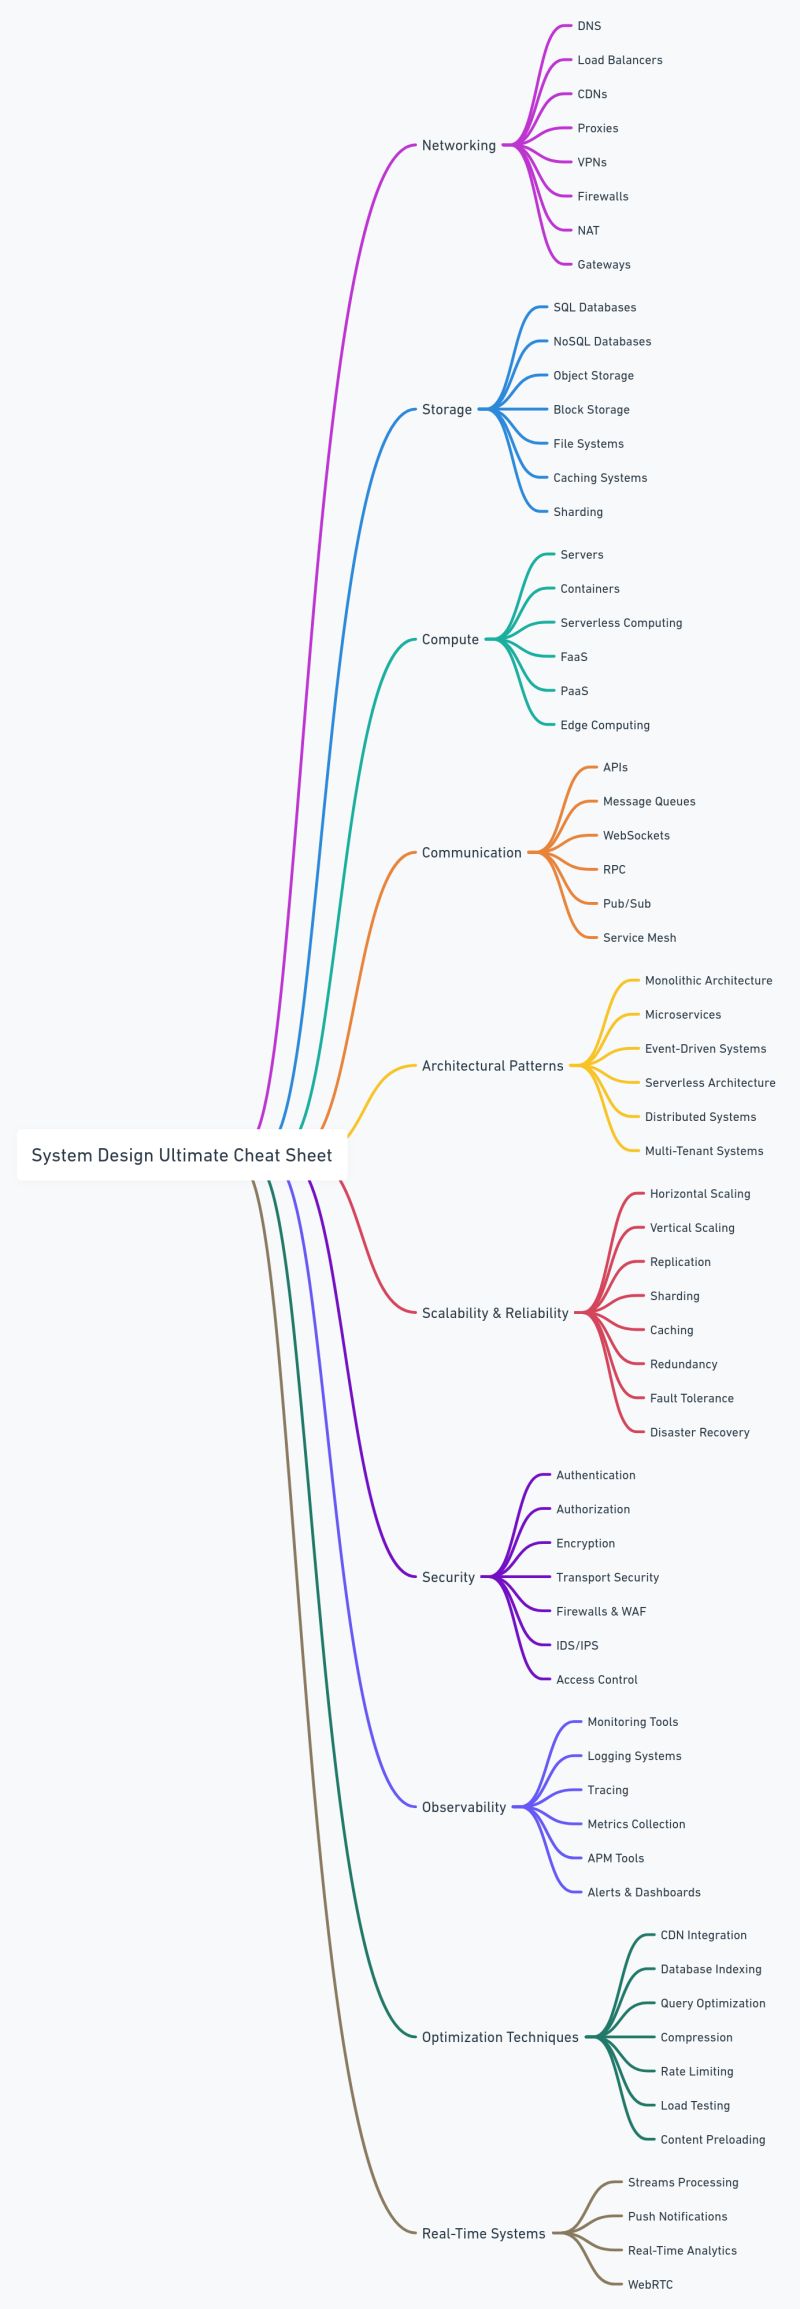 DNS
Load Balancers
CDNs
Proxies
Networking
VPNs
Firewalls
NAT
Gateways
SQL Databases
NoSQL Databases
Object Storage
Storage
Block Storage
File Systems
Caching Systems
Sharding
Servers
Containers
Serverless Computing
Compute
FaaS
PaaS
Edge Computing
APIs
Message Queues
WebSockets
Communication
RPC
Pub/Sub
Service Mesh
Monolithic Architecture
Microservices
Event-Driven Systems
Architectural Patterns
Serverless Architecture
Distributed Systems
Multi-Tenant Systems
System Design Ultimate Cheat Sheet
Horizontal Scaling
Vertical Scaling
Replication
Sharding
Scalability & Reliability
Caching
Redundancy
Fault Tolerance
Disaster Recovery
Authentication
Authorization
Encryption
Security
Transport Security
Firewalls & WAF
IDS/IPS
Access Control
Monitoring Tools
Logging Systems
Tracing
Observability
Metrics Collection
APM Tools
Alerts & Dashboards
CDN Integration
Database Indexing
Query Optimization
Optimization Techniques
Compression
Rate Limiting
Load Testing
Content Preloading
Streams Processing
Push Notifications
Real-Time Systems
Real-Time Analytics
WebRTC